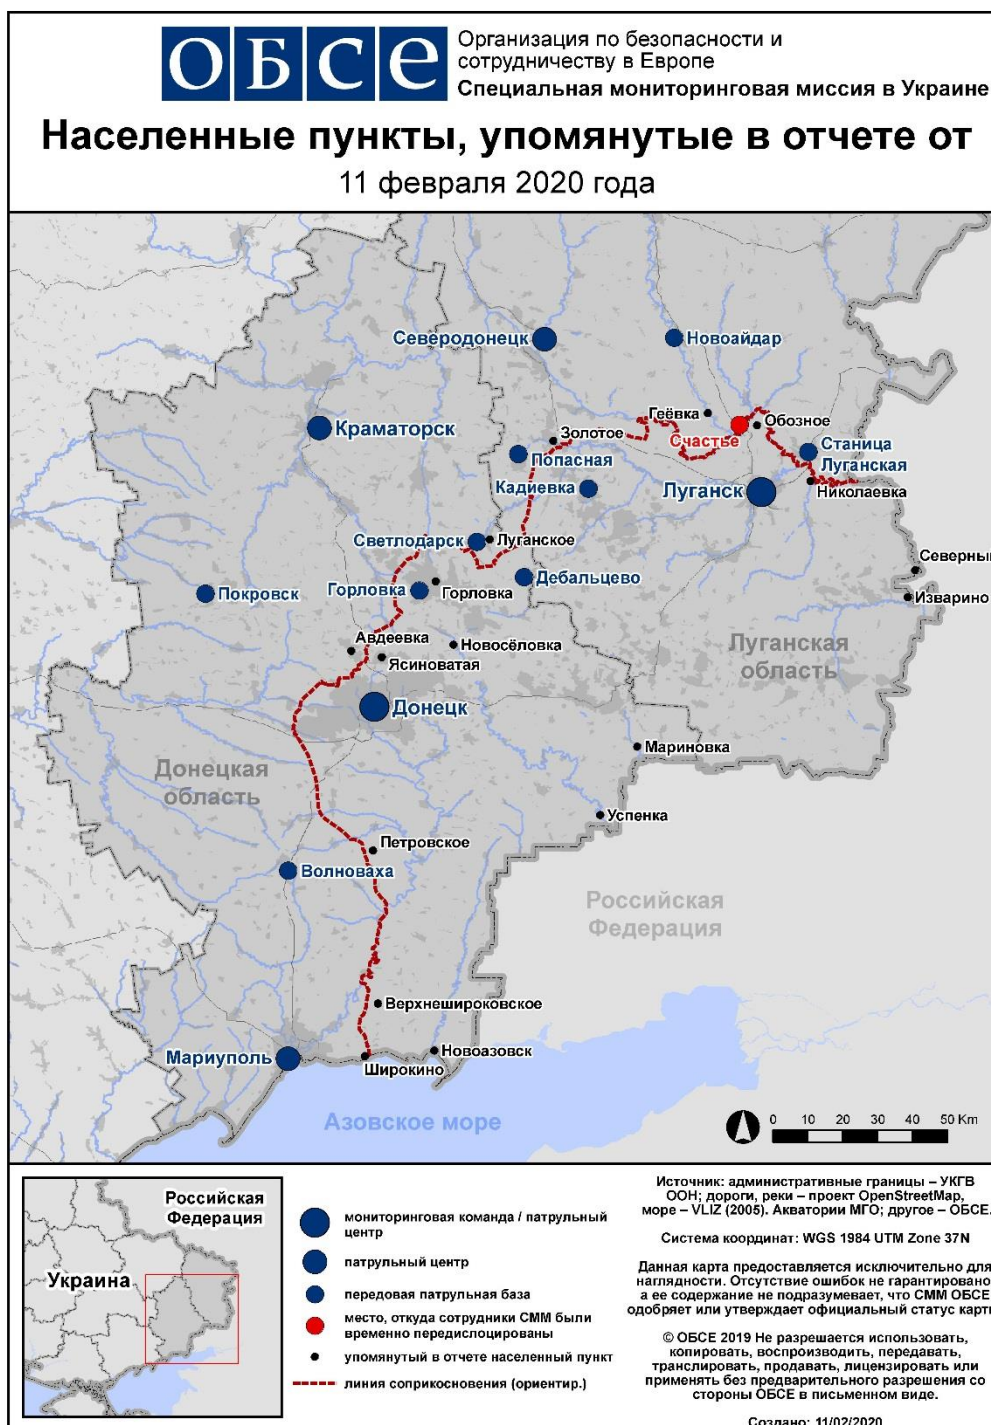 ОБСЕ
Организация по безопасности и
сотрудничеству в Европе
Специальная мониторинговая миссия в Украине
Населенные пункты, упомянутые в отчете от
11 февраля 2020 года
Северодонецк
Новоайдар
Геёвка
Обозное
Краматорск
Золотое
Счастье
Станица
Луганская
Попасная
Кадиевка
Луганск
Николаевка
Светлодарск
Луганское
Северный
Дебальцево
Покровск
Горловка
Горловка
Изварино
Авдеевка
Новосёловка
Ясиноватая
Луганская
область
Донецк
Мариновка
Донецкая
область
Успенка
Петровское
Волноваха
Российская
Федерация
Верхнешироковское
Мариуполь
Новоазовск
Широкино
Азовское море
0 10 20 30 40 50 Km
Российская
Федерация
Украина
мониторинговая команда / патрульный
центр
патрульный центр
передовая патрульная база
место, откуда сотрудники СММ были
временно передислоцированы
упомянутый в отчете населенный пункт
линия соприкосновения (ориентир.)
Источник: административные границы – УКГВ
ООН; дороги, реки – проект OpenStreetMap,
море – VLIZ (2005). Акватории МГО; другое – ОБСЕ.
Система координат: WGS 1984 UTM Zone 37N
Данная карта предоставляется исключительно для
наглядности. Отсутствие ошибок не гарантировано
а ее содержание не подразумевает, что СММ ОБСЕ
одобряет или утверждает официальный статус карты
© ОБСЕ 2019 Не разрешается использовать,
копировать, воспроизводить, передавать,
транслировать, продавать, лицензировать или
применять без предварительного разрешения со
стороны ОБСЕ в письменном виде.
Создано: 11/02/2020